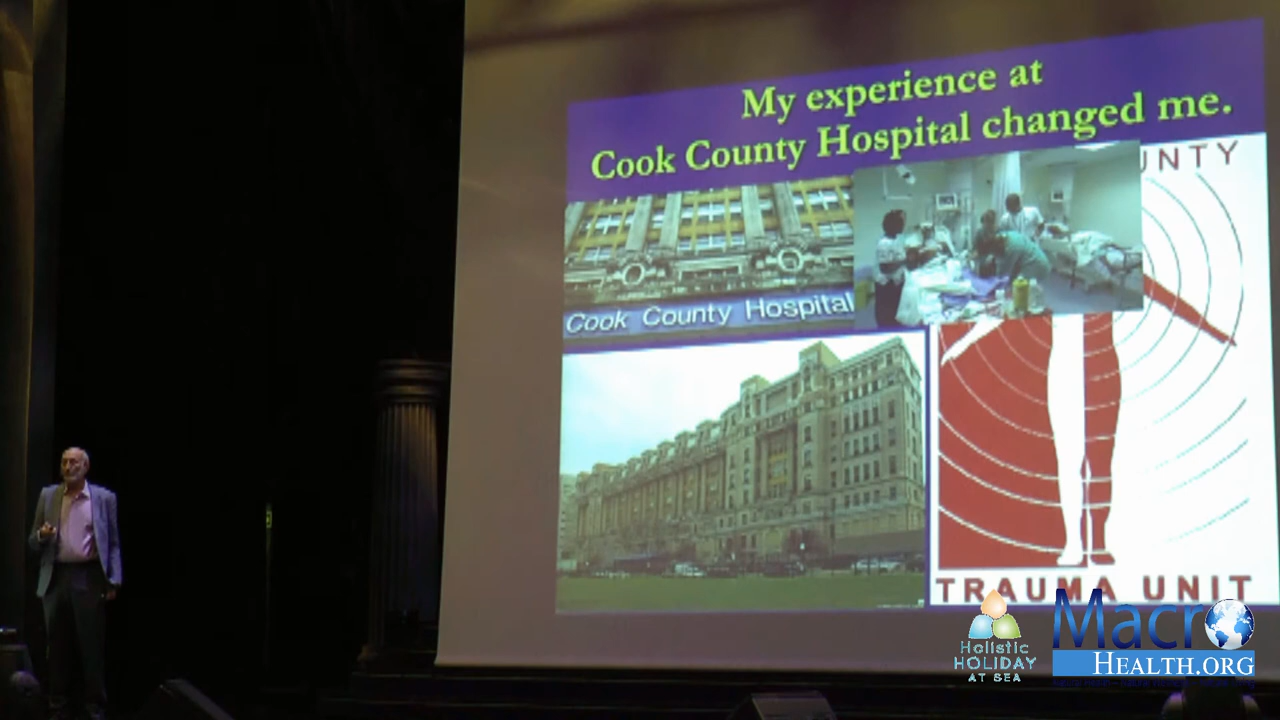 My experience at
Cook County Hospital changed me.
UNTY
Cook County Hospital
TRAUMA UNIT
Holistic
HOLIDAY
AT SEA
Macro
HEALTH.ORG